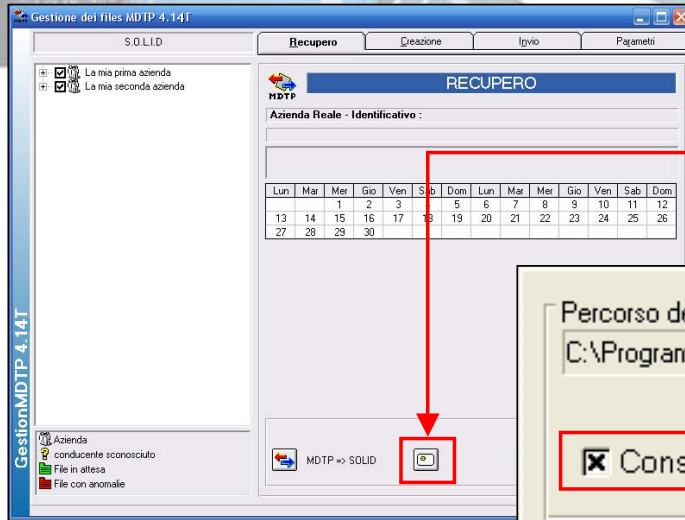 Gestione dei files MDTP 4.14T
S.O.L.I.D
Recupero Creazione Invio Parametri
La mia prima azienda
La mia seconda azienda
MDTP
RECUPERO
Azienda Reale - Identificativo :
Lun Mar Mer Gio Ven Sab Dom Lun Mar Mer Gio Ven Sab Dom
1 2 3 4 5 6 7 8 9 10 11 12
13 14 15 16 17 18 19 20 21 22 23 24 25 26
27 28 29 30
GestionMDTP 4.14T
Azienda
conducente sconosciuto
File in attesa
File con anomalie
MDTP => SOLID
Percorso de
C:\Program
Cons